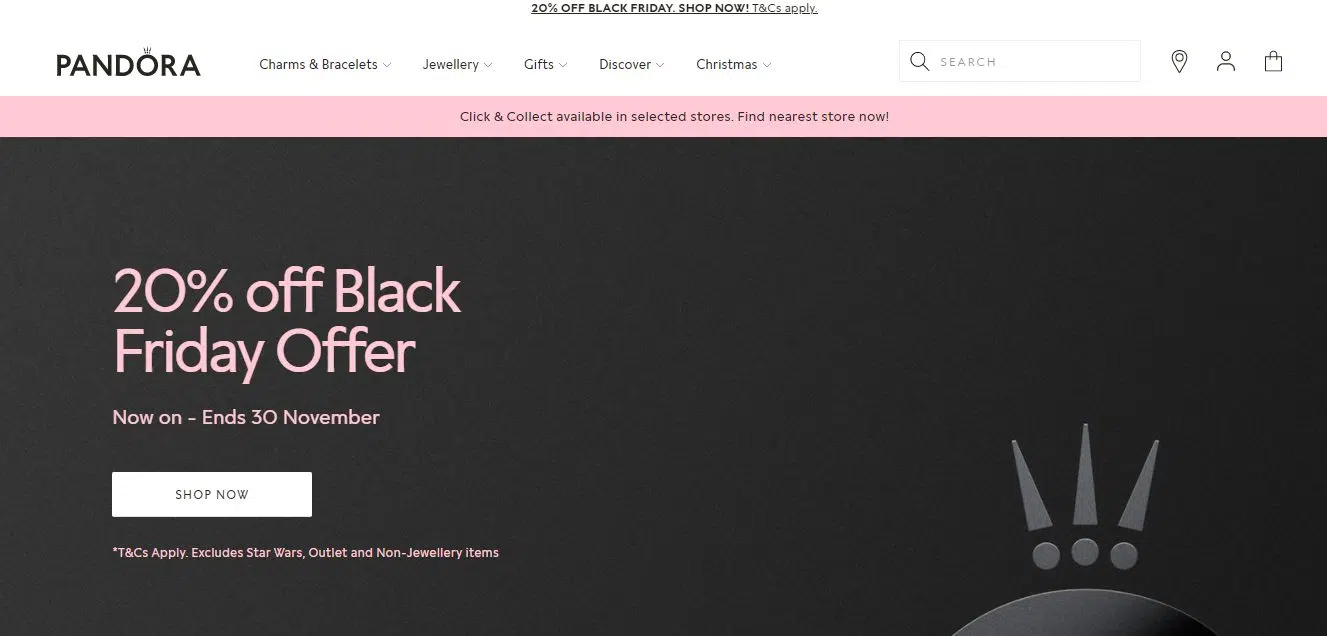 20% OFF BLACK FRIDAY. SHOP NOW! T&Cs apply.
PANDORA
Charms & Bracelets
Jewellery
Gifts
Discover
Christmas
SEARCH
Click & Collect available in selected stores. Find nearest store now!
20% off Black
Friday Offer
Now on - Ends 30 November
SHOP NOW
*T&Cs Apply. Excludes Star Wars, Outlet and Non-Jewellery items